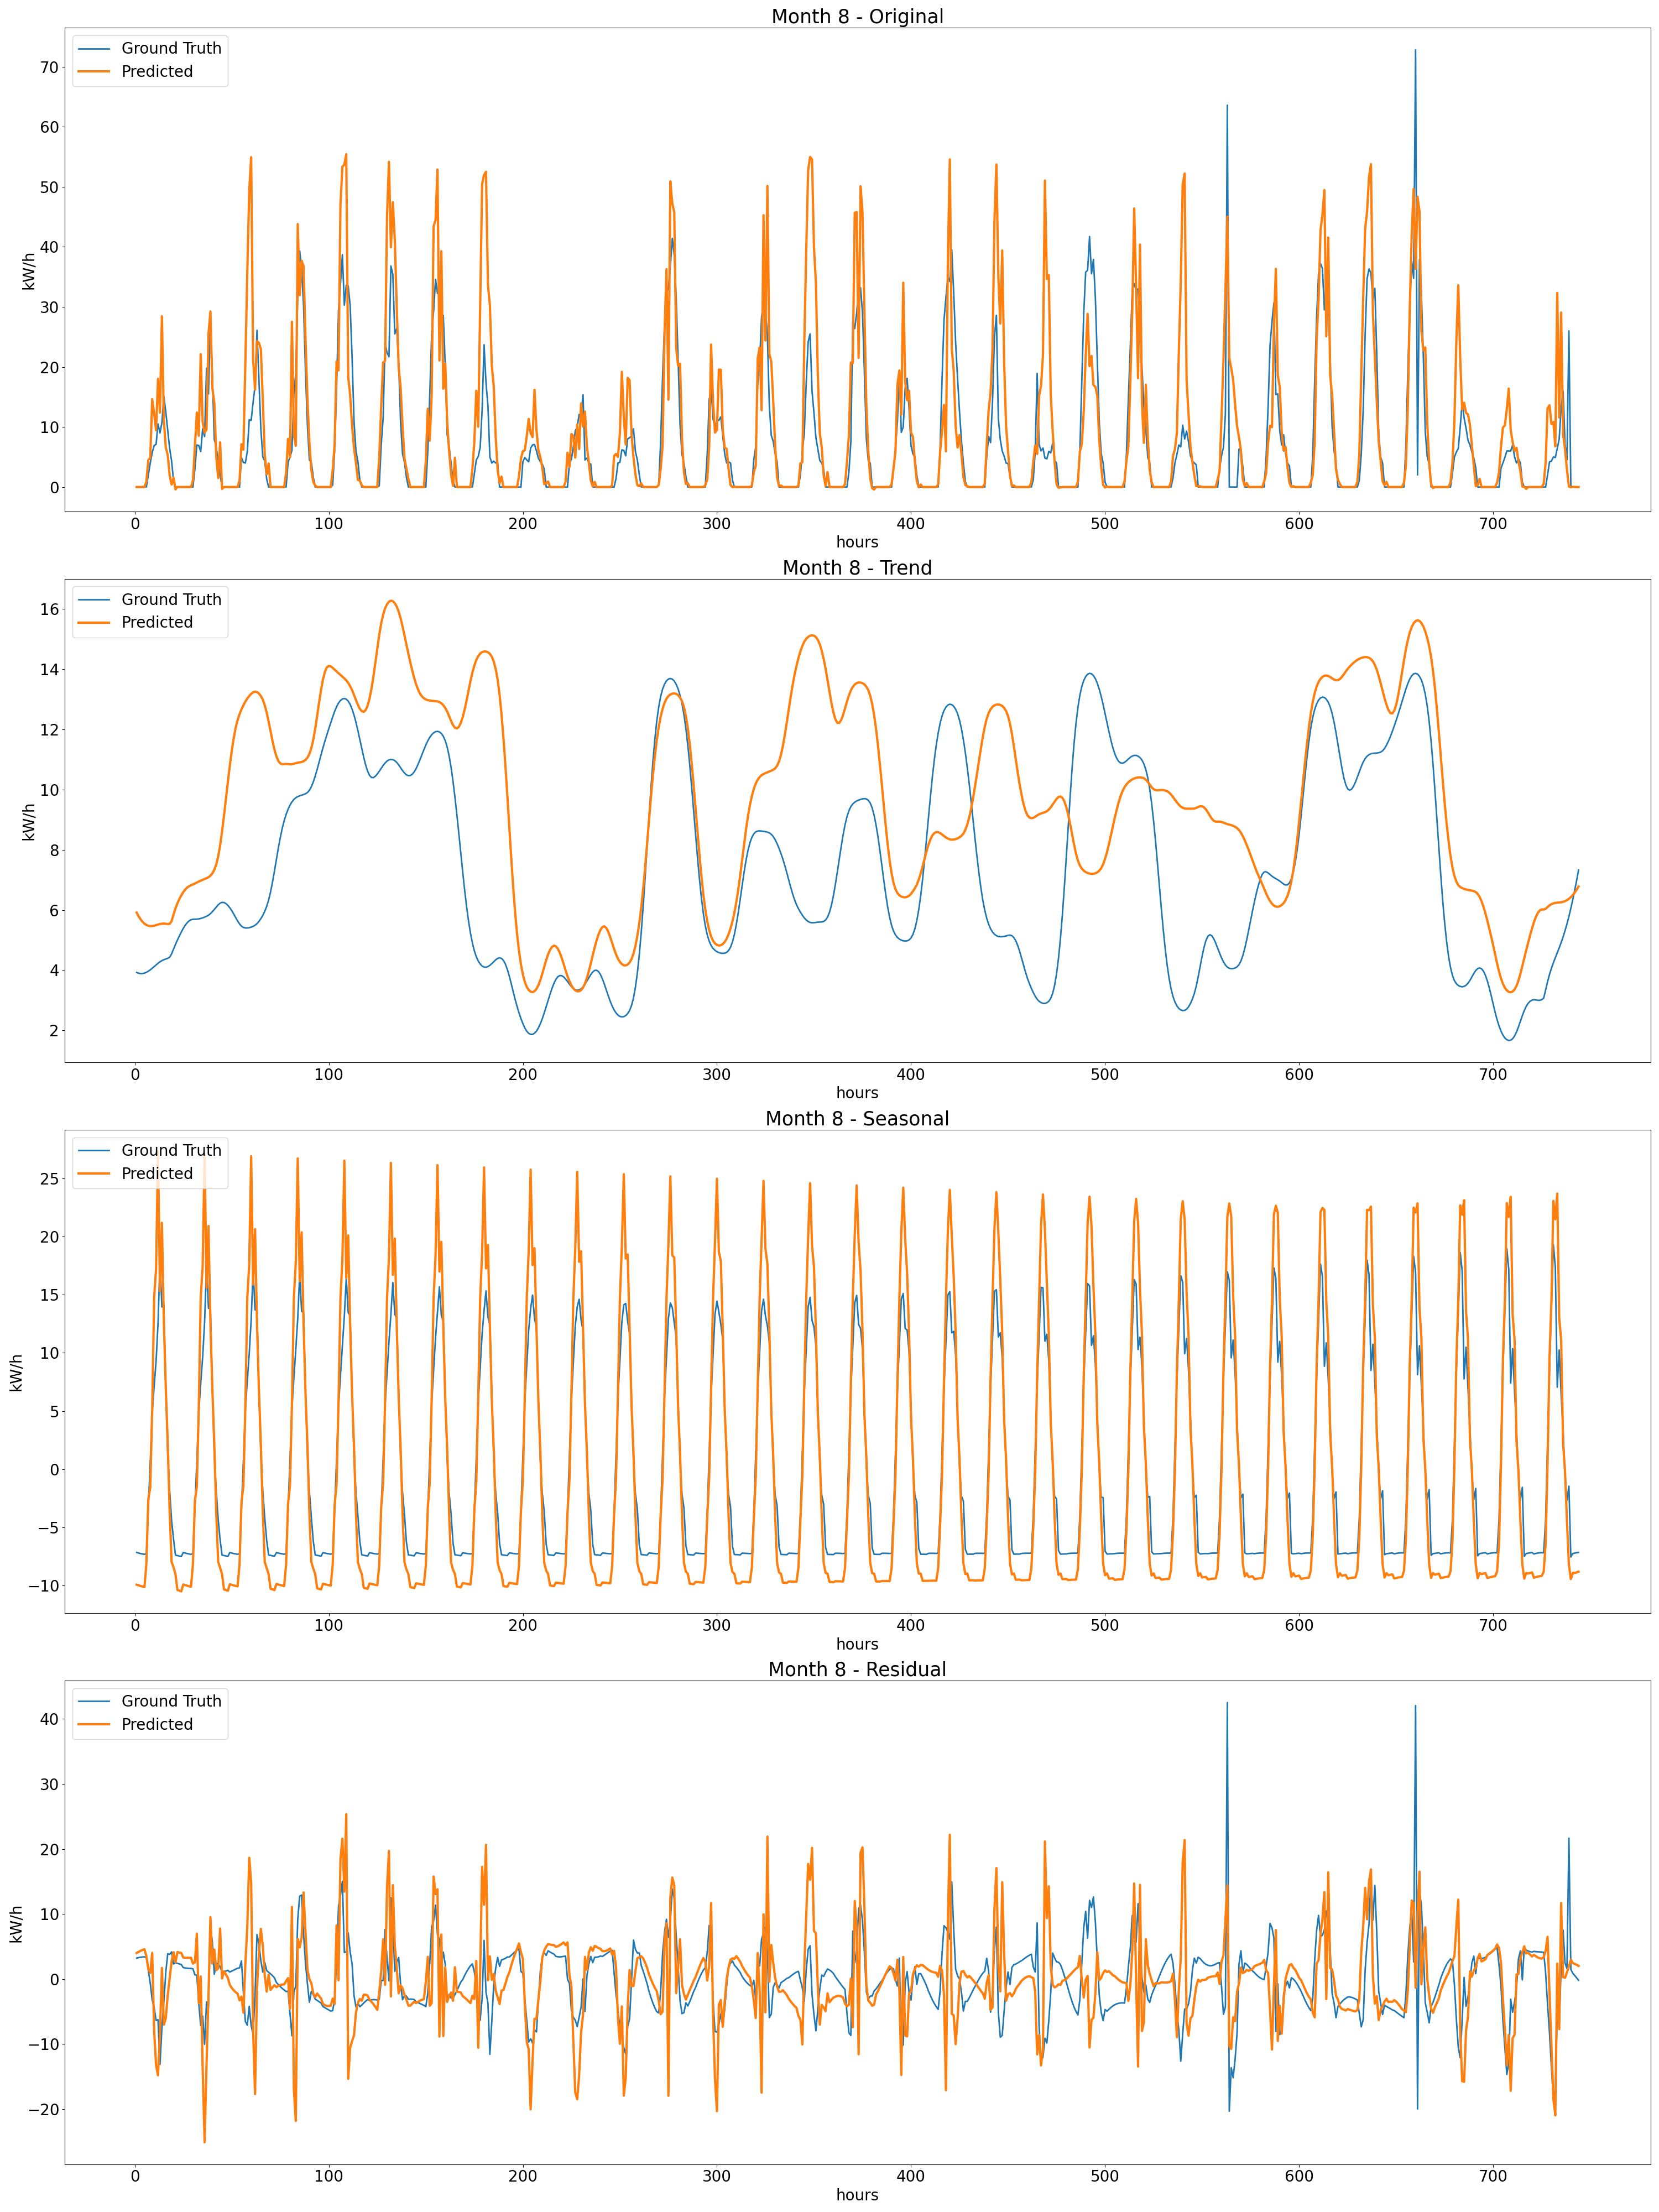 Month 8 - Original
Ground Truth
Predicted
70
60
50
40
30
20
10
0
kW/h
0 100 200 300 400 500 600 700
hours
Month 8 - Trend
Ground Truth
Predicted
16
14
12
10
8
6
4
2
kW/h
0 100 200 300 400 500 600 700
hours
Month 8 - Seasonal
Ground Truth
Predicted
25
20
15
10
5
0
−5
−10
kW/h
0 100 200 300 400 500 600 700
hours
Month 8 - Residual
Ground Truth
Predicted
40
30
20
10
0
−10
−20
kW/h
0 100 200 300 400 500 600 700
hours